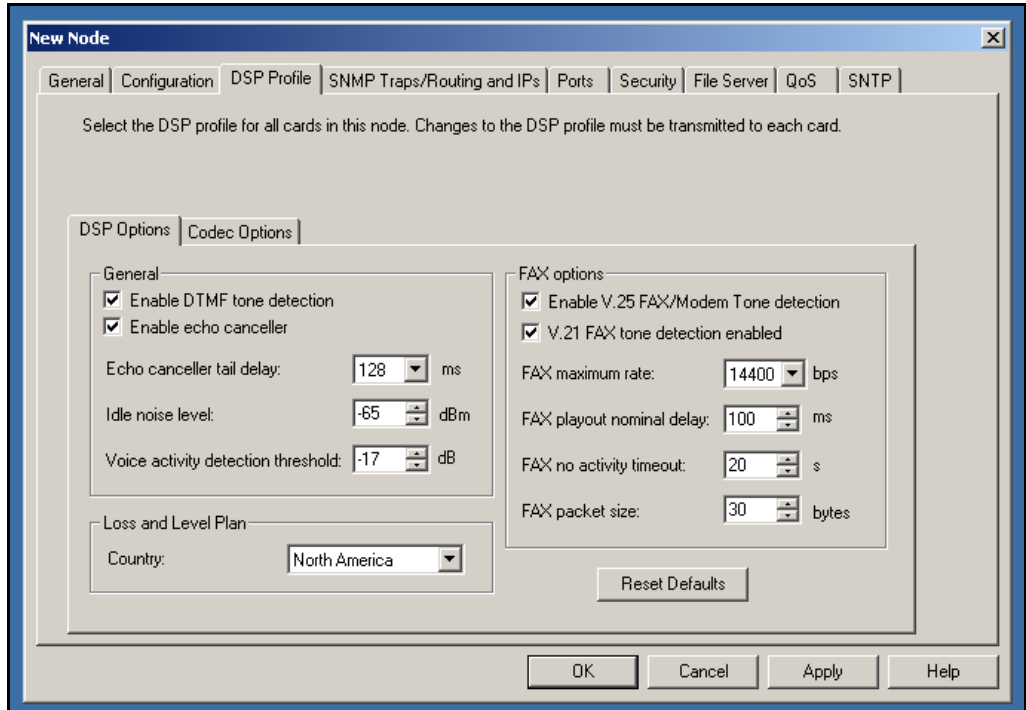 New Node
General Configuration DSP Profile SNMP Traps/Routing and IPs Ports Security File Server QoS SNTP
Select the DSP profile for all cards in this node. Changes to the DSP profile must be transmitted to each card.
DSP Options Codec Options
General
Enable DTMF tone detection
Enable echo canceller
Echo canceller tail delay: 128 ms
Idle noise level: -65 dBm
Voice activity detection threshold: -17 dB
Loss and Level Plan
Country: North America
FAX options
Enable V.25 FAX/Modem Tone detection
V.21 FAX tone detection enabled
FAX maximum rate: 14400 bps
FAX playout nominal delay: 100 ms
FAX no activity timeout: 20 s
FAX packet size: 30 bytes
Reset Defaults
OK Cancel Apply Help